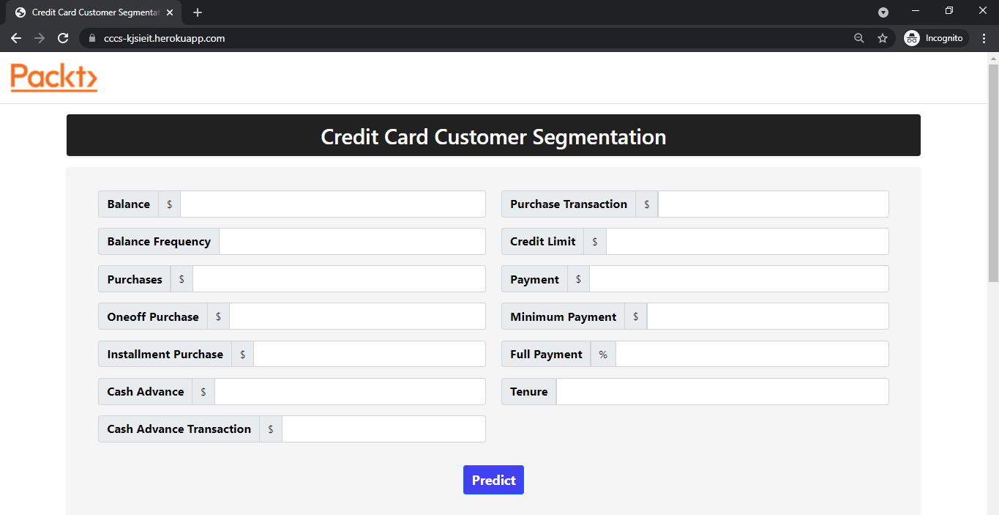 Credit Card Customer Segmentat
cccs-kjsieit.herokuapp.com
Incognito
Packt>
Credit Card Customer Segmentation
Balance $
Purchase Transaction $
Balance Frequency
Credit Limit $
Purchases $
Payment $
Oneoff Purchase $
Minimum Payment $
Installment Purchase $
Full Payment %
Cash Advance $
Tenure
Cash Advance Transaction $
Predict